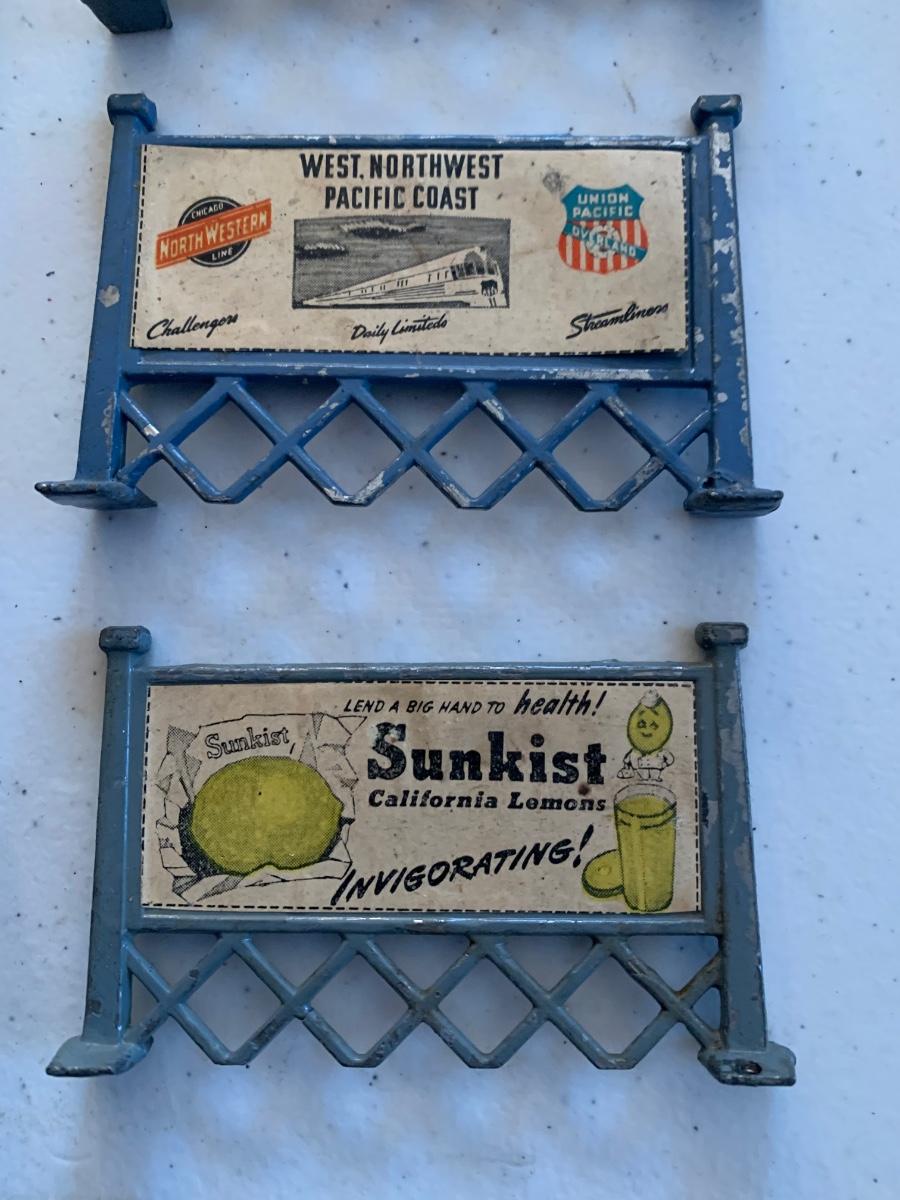 WEST, NORTHWEST
PACIFIC COAST
CHICAGO
NORTH WESTERN
LINE
UNION
PACIFIC
OVERLAND
Challengers
Daily Limiteds
Streamliners
LEND A BIG HAND TO health!
Sunkist
Sunkist
California Lemons
INVIGORATING!